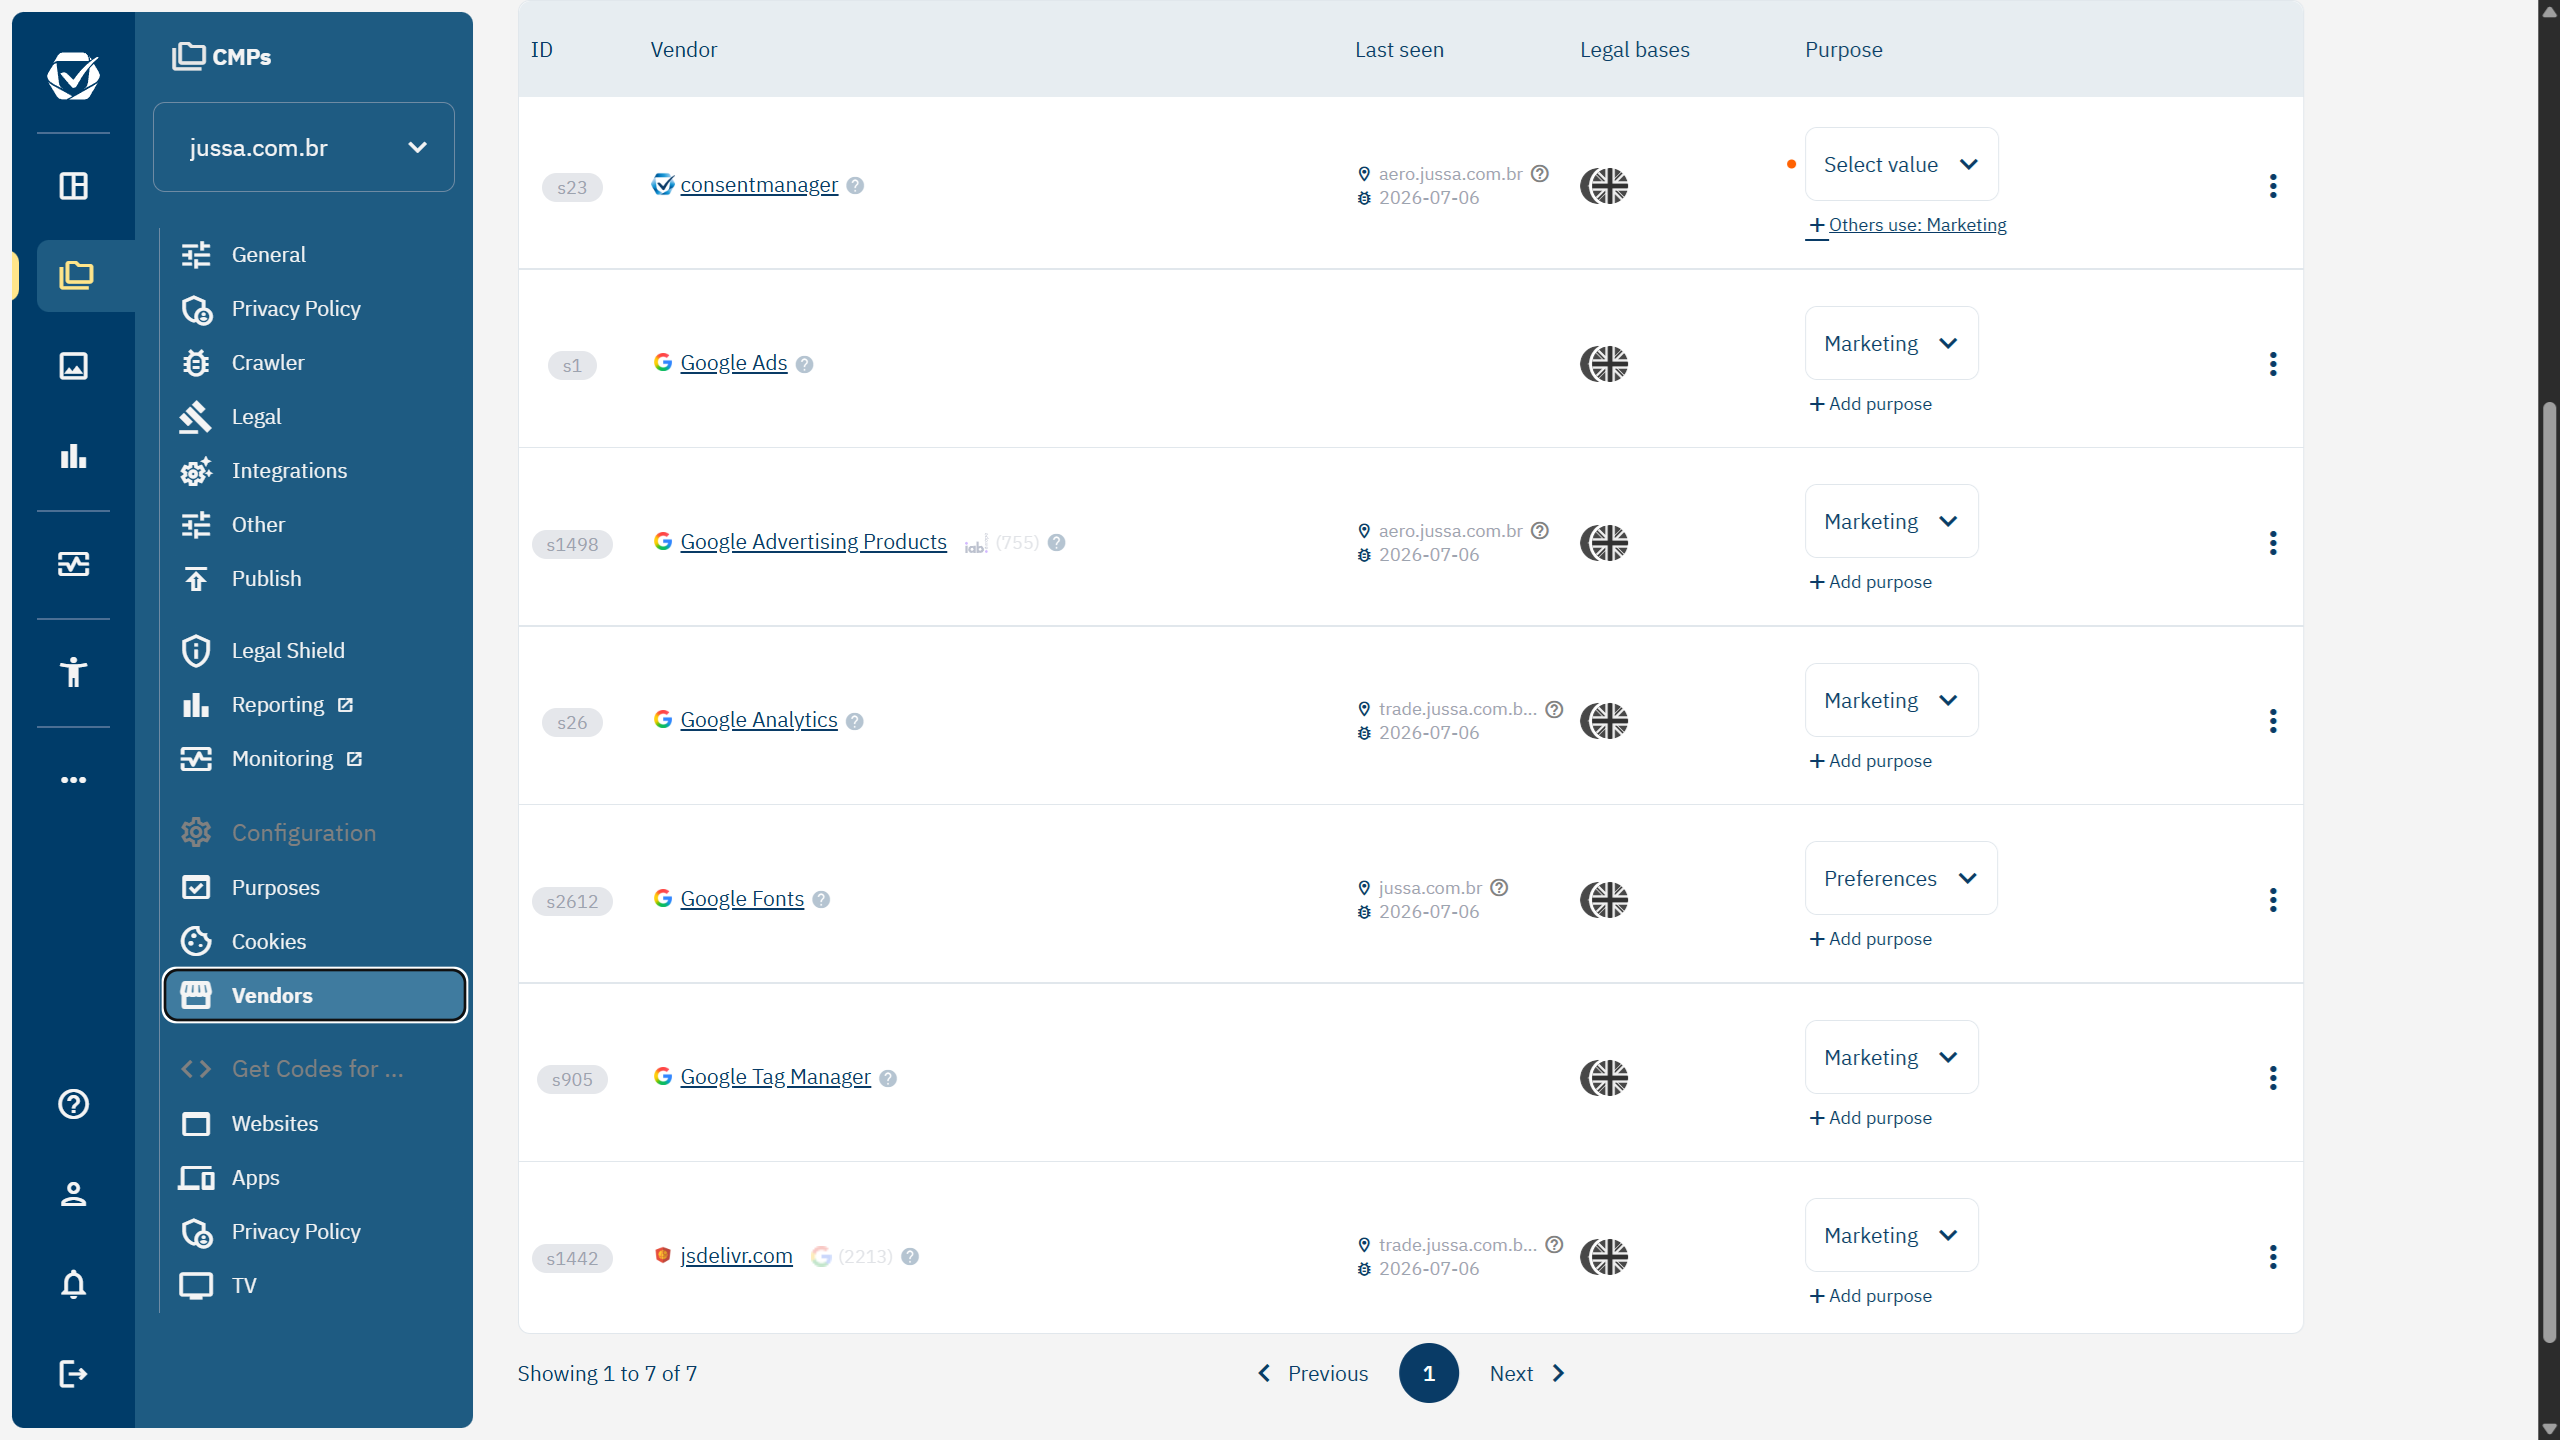 CMPs
jussa.com.br
General
Privacy Policy
Crawler
Legal
Integrations
Other
Publish
Legal Shield
Reporting
Monitoring
Configuration
Purposes
Cookies
Vendors
Get Codes for ...
Websites
Apps
Privacy Policy
TV
ID Vendor Last seen Legal bases Purpose
s23 consentmanager aero.jussa.com.br 2026-07-06 Select value
+ Others use: Marketing
s1 Google Ads Marketing
+ Add purpose
s1498 Google Advertising Products iab! (755) aero.jussa.com.br 2026-07-06 Marketing
+ Add purpose
s26 Google Analytics trade.jussa.com.b... 2026-07-06 Marketing
+ Add purpose
s2612 Google Fonts jussa.com.br 2026-07-06 Preferences
+ Add purpose
s905 Google Tag Manager Marketing
+ Add purpose
s1442 jsdelivr.com G (2213) trade.jussa.com.b... 2026-07-06 Marketing
+ Add purpose
Showing 1 to 7 of 7 Previous 1 Next